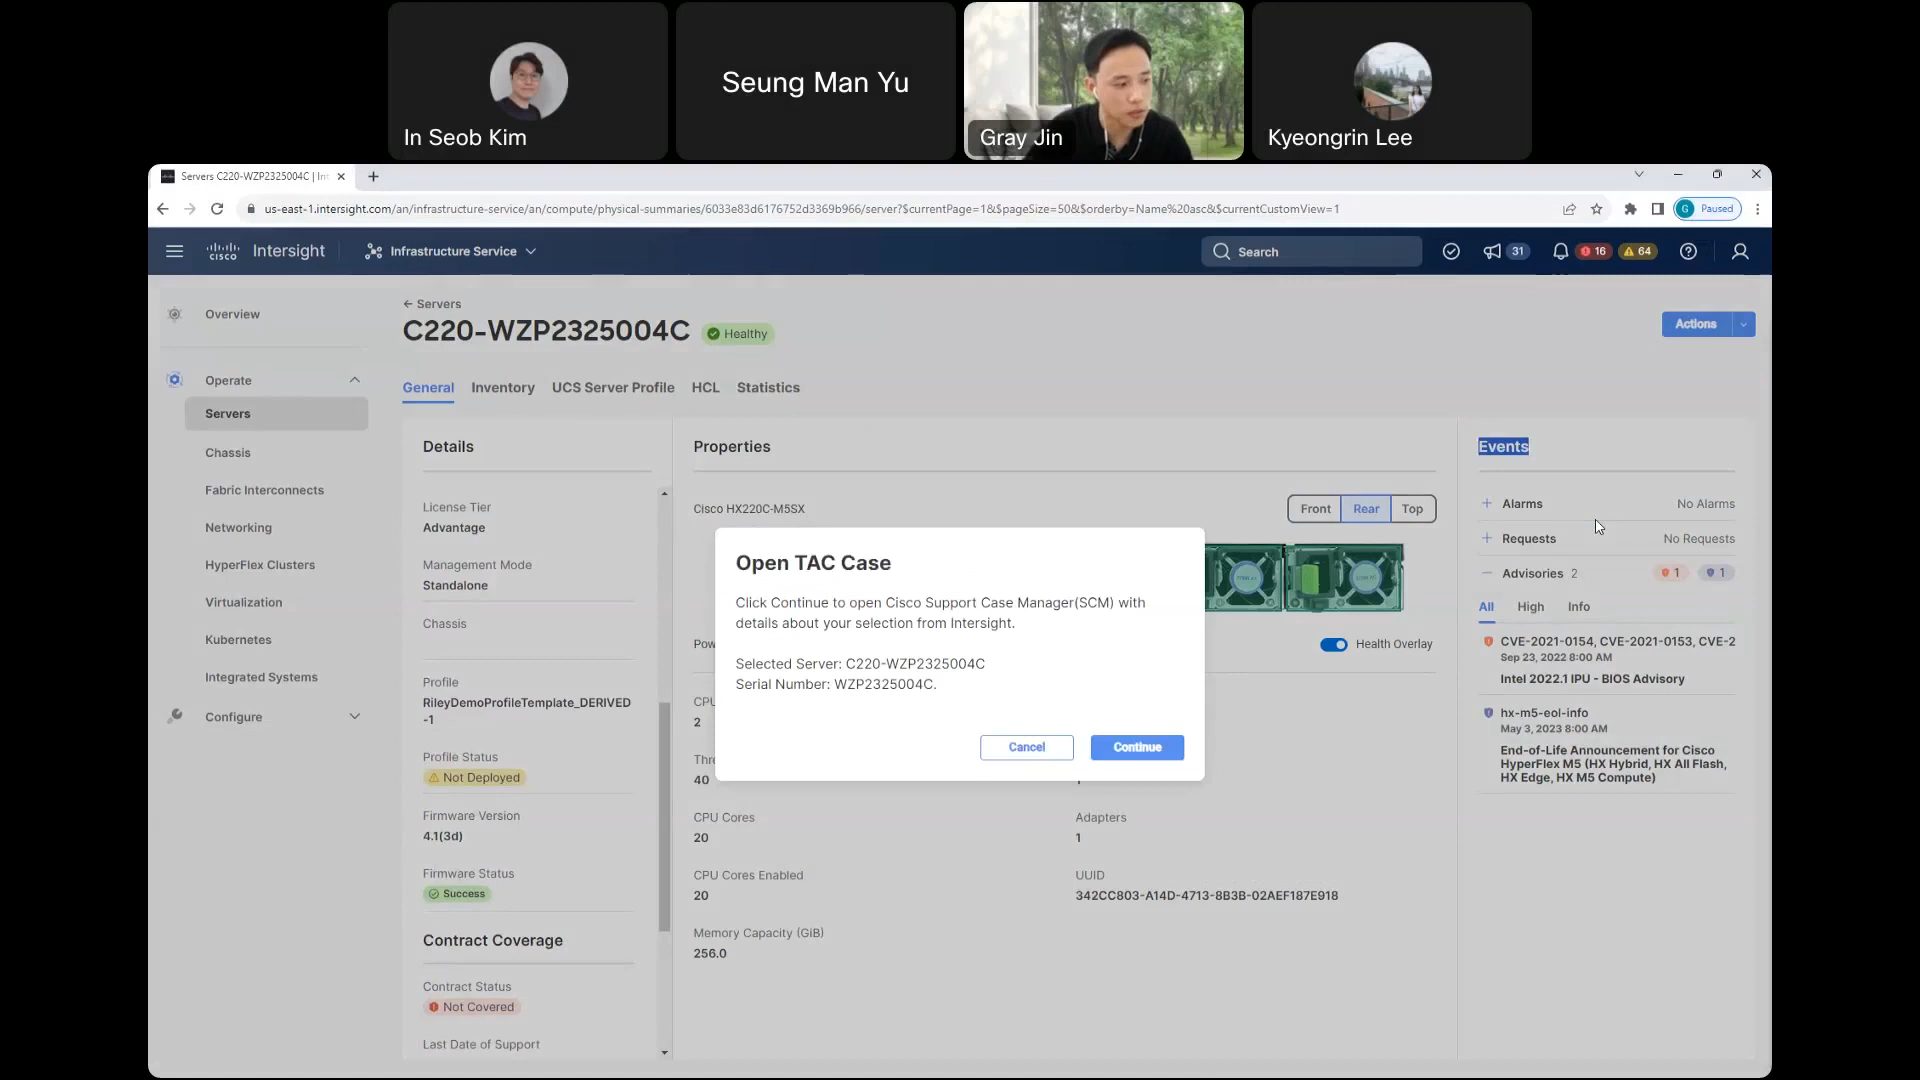 In Seob Kim
Seung Man Yu
Gray Jin
Kyeongrin Lee
Servers C220-WZP2325004C | Int
us-east-1.intersight.com/an/infrastructure-service/an/compute/physical-summaries/6033e83d6176752d3369b966/server?$currentPage=1&$pageSize=50&$orderby=Name%20asc&$currentCustomView=1
G Paused
cisco Intersight
Infrastructure Service
Search
31
16
64
Overview
Operate
Servers
Chassis
Fabric Interconnects
Networking
HyperFlex Clusters
Virtualization
Kubernetes
Integrated Systems
Configure
← Servers
C220-WZP2325004C
Healthy
Actions
General Inventory UCS Server Profile HCL Statistics
Details
License Tier
Advantage
Management Mode
Standalone
Chassis
Profile
RileyDemoProfileTemplate_DERIVED
-1
Profile Status
Not Deployed
Firmware Version
4.1(3d)
Firmware Status
Success
Contract Coverage
Contract Status
Not Covered
Last Date of Support
Properties
Cisco HX220C-M5SX
Front Rear Top
Pow
Health Overlay
CPU
2
Thre
40
CPU Cores
20
Adapters
1
CPU Cores Enabled
20
UUID
342CC803-A14D-4713-8B3B-02AEF187E918
Memory Capacity (GiB)
256.0
Open TAC Case
Click Continue to open Cisco Support Case Manager(SCM) with
details about your selection from Intersight.
Selected Server: C220-WZP2325004C
Serial Number: WZP2325004C.
Cancel
Continue
Events
Alarms No Alarms
Requests No Requests
Advisories 2 1 1
All High Info
CVE-2021-0154, CVE-2021-0153, CVE-2
Sep 23, 2022 8:00 AM
Intel 2022.1 IPU - BIOS Advisory
hx-m5-eol-info
May 3, 2023 8:00 AM
End-of-Life Announcement for Cisco
HyperFlex M5 (HX Hybrid, HX All Flash,
HX Edge, HX M5 Compute)